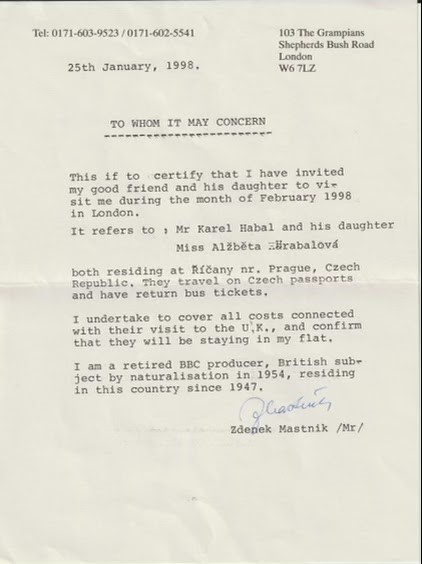 Tel: 0171-603-9523 / 0171-602-5541
103 The Grampians
Shepherds Bush Road
London
W6 7LZ
25th January, 1998.
TO WHOM IT MAY CONCERN
This if to certify that I have invited
my good friend and his daughter to vi-
sit me during the month of February 1998
in London.
It refers to : Mr Karel Habal and his daughter
Miss Alžběta Hrabalová
both residing at Říčany nr. Prague, Czech
Republic. They travel on Czech passports
and have return bus tickets.
I undertake to cover all costs connected
with their visit to the U.K., and confirm
that they will be staying in my flat.
I am a retired BBC producer, British sub-
ject by naturalisation in 1954, residing
in this country since 1947.
Zdenek Mastnik /Mr/